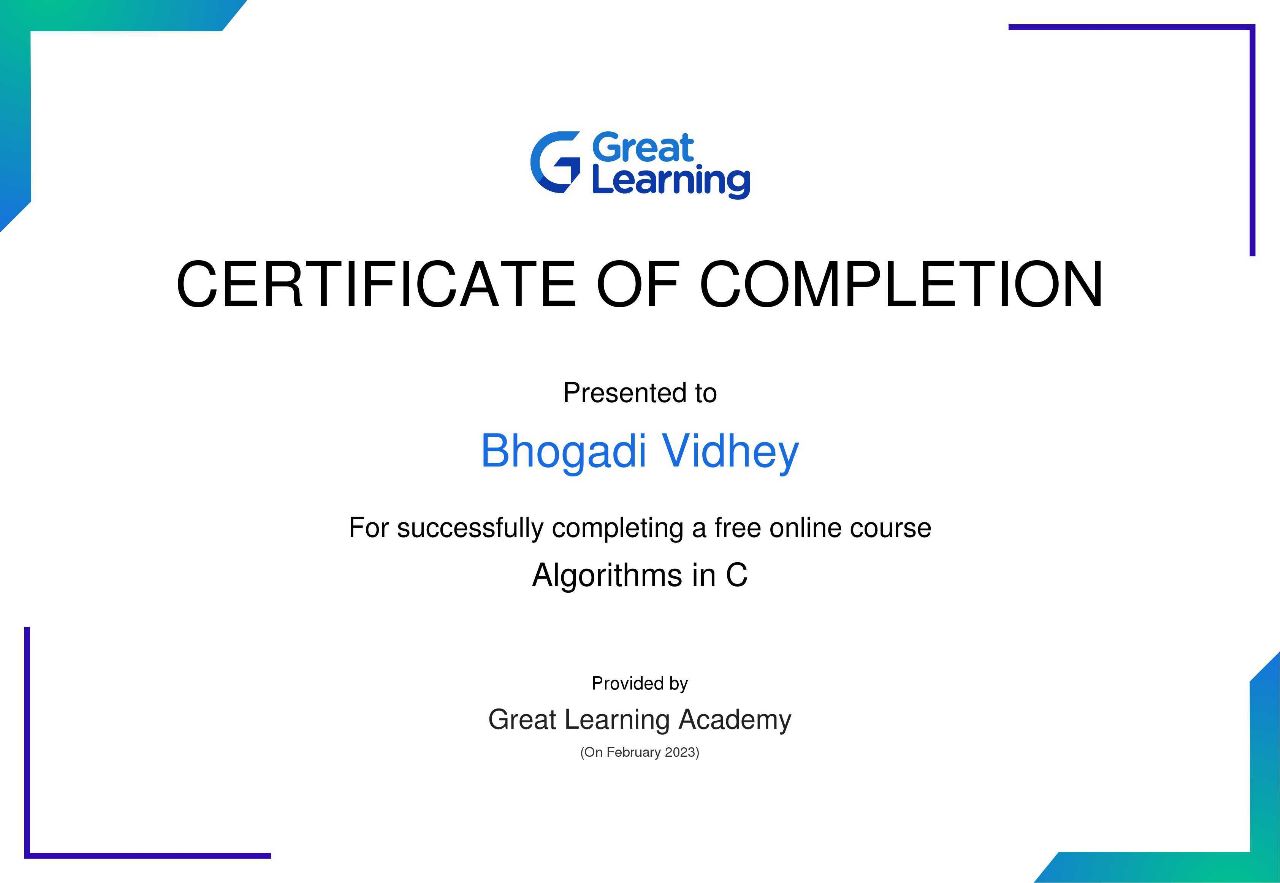 Great
Learning
CERTIFICATE OF COMPLETION
Presented to
Bhogadi Vidhey
For successfully completing a free online course
Algorithms in C
Provided by
Great Learning Academy
(On February 2023)